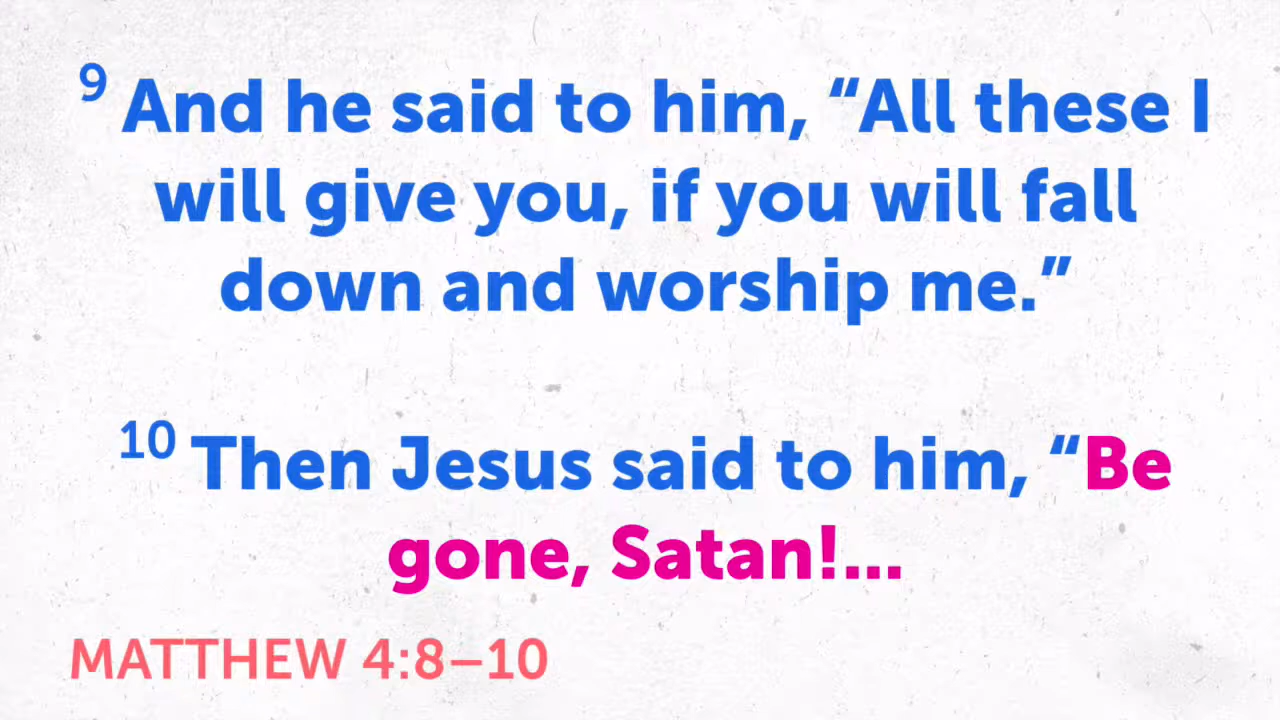 9 And he said to him, “All these I
will give you, if you will fall
down and worship me.”
10 Then Jesus said to him, “Be
gone, Satan!...
MATTHEW 4:8–10